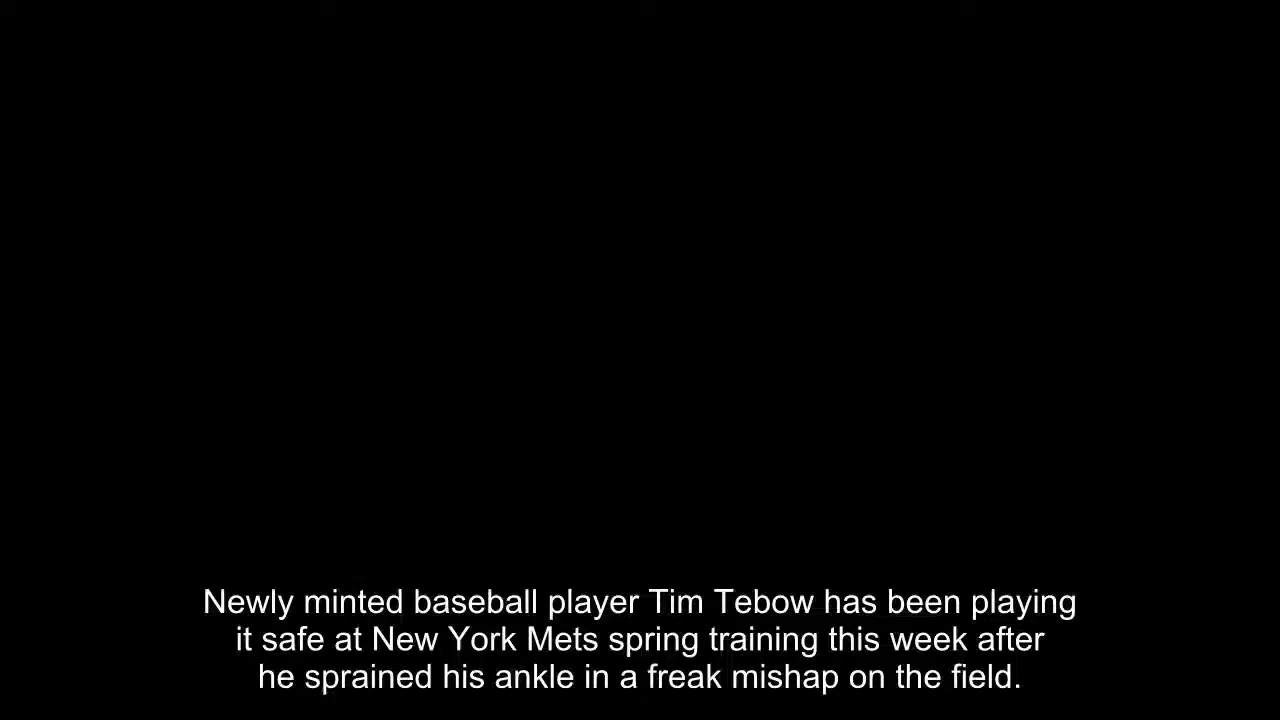 Newly minted baseball player Tim Tebow has been playing
it safe at New York Mets spring training this week after
he sprained his ankle in a freak mishap on the field.